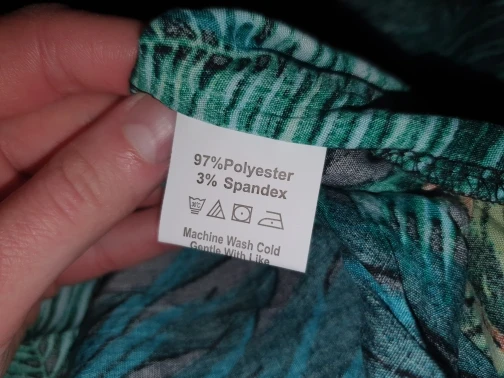 97%Polyester
3% Spandex
Machine Wash Cold
Gentle With Like